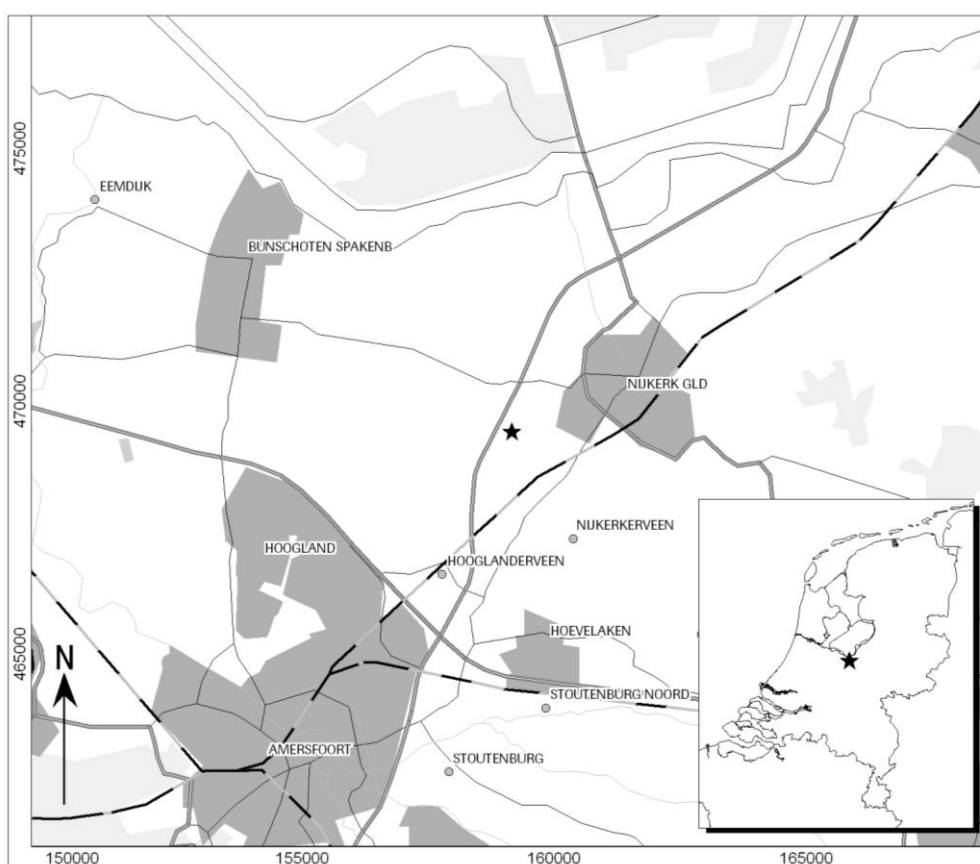 475000
EEMDIJK
BUNSCHOTEN SPAKENB
470000
NIJKERK GLD
NIJKERKERVEEN
HOOGLAND
HOOGLANDERVEEN
HOEVELAKEN
465000
N
STOUTENBURG NOORD
AMERSFOORT
STOUTENBURG
150000
155000
160000
165000